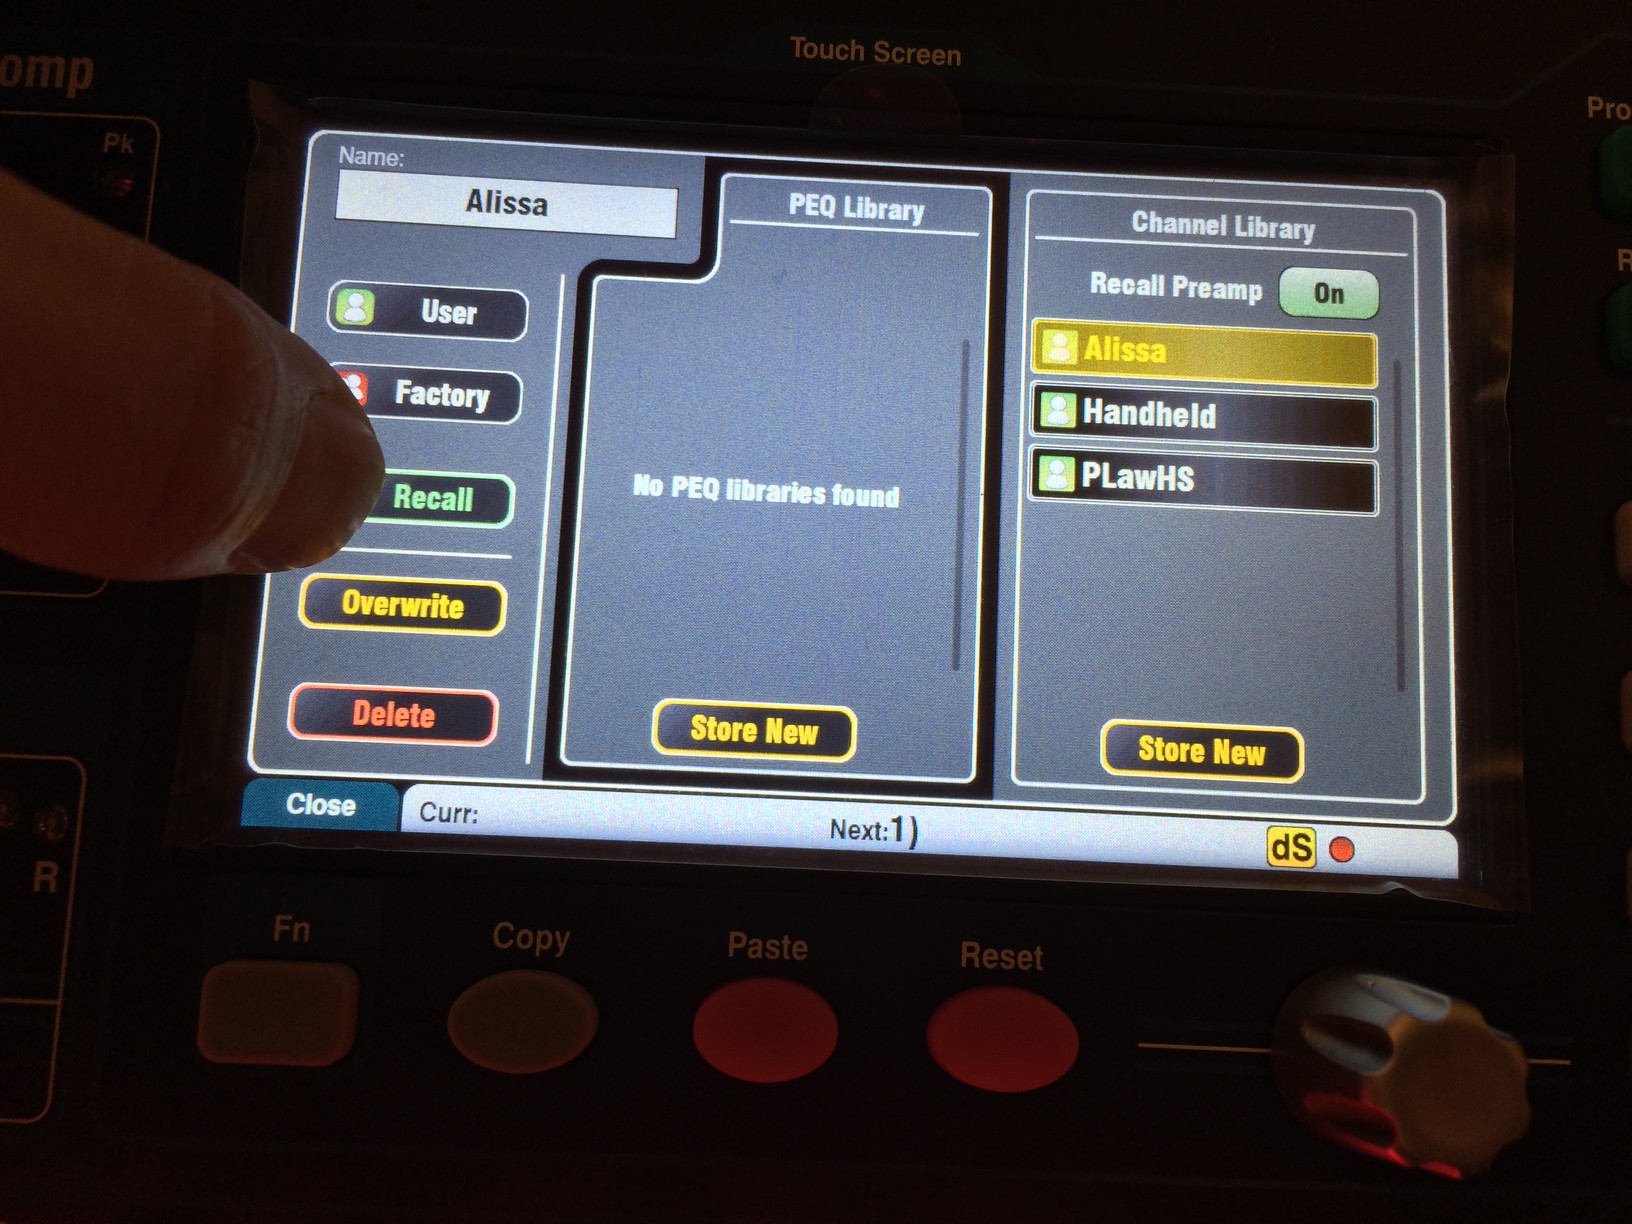 Touch Screen
omp
Pk
Pro
R
Name:
Alissa
PEQ Library
Channel Library
Recall Preamp
On
User
Factory
Recall
Overwrite
Delete
No PEQ libraries found
Alissa
Handheld
PLawHS
Store New
Store New
Close
Curr:
Next:1)
dS
R
Fn
Copy
Paste
Reset